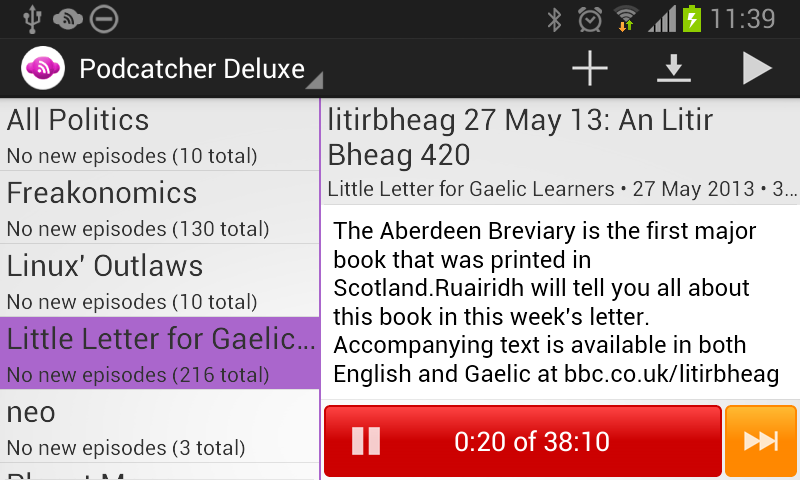 11:39
Podcatcher Deluxe
All Politics
No new episodes (10 total)
Freakonomics
No new episodes (130 total)
Linux' Outlaws
No new episodes (10 total)
Little Letter for Gaelic...
No new episodes (216 total)
neo
No new episodes (3 total)
litirbheag 27 May 13: An Litir
Bheag 420
Little Letter for Gaelic Learners • 27 May 2013 • 3...
The Aberdeen Breviary is the first major
book that was printed in
Scotland.Ruairidh will tell you all about
this book in this week's letter.
Accompanying text is available in both
English and Gaelic at bbc.co.uk/litirbheag
0:20 of 38:10